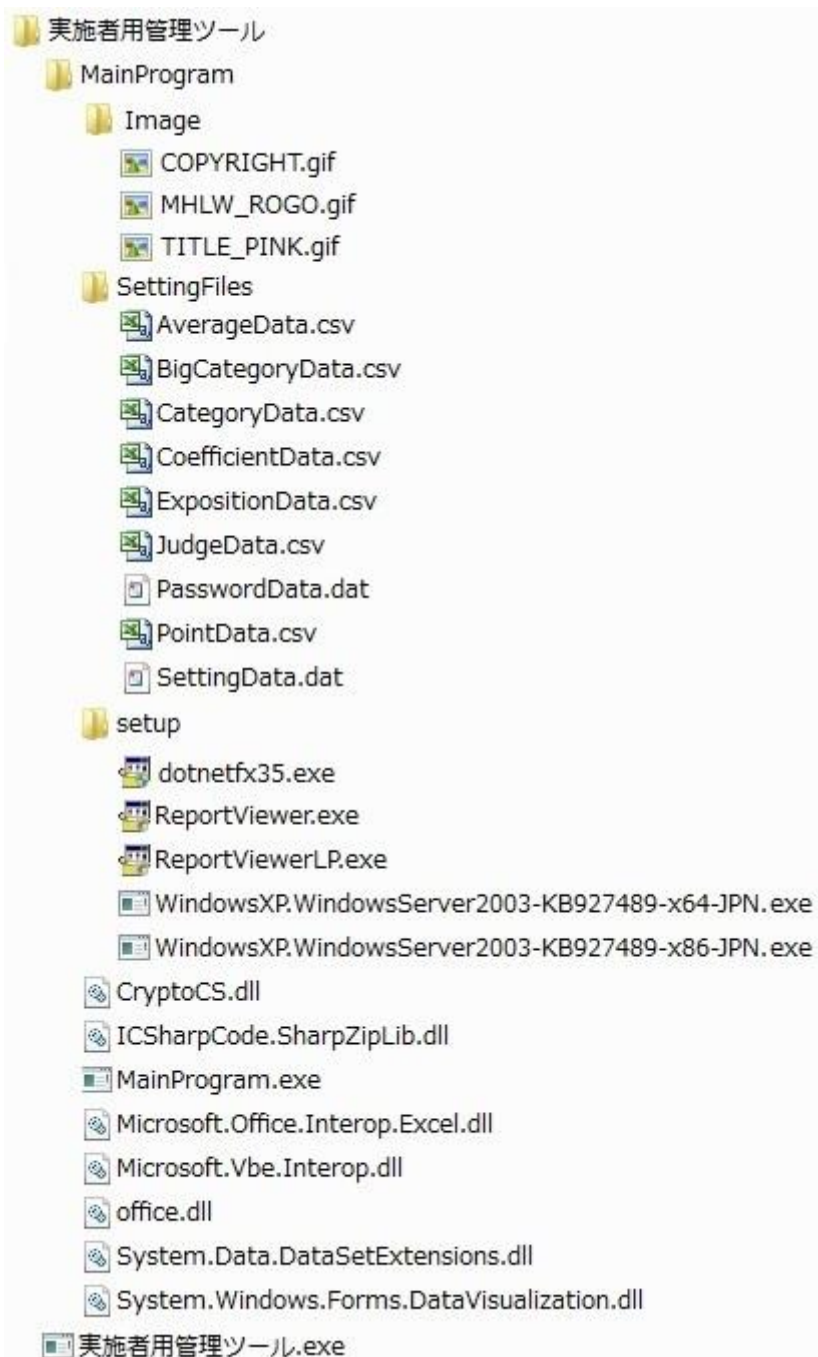 実施者用管理ツール
MainProgram
Image
COPYRIGHT.gif
MHLW_ROGO.gif
TITLE_PINK.gif
SettingFiles
AverageData.csv
BigCategoryData.csv
CategoryData.csv
CoefficientData.csv
ExpositionData.csv
JudgeData.csv
PasswordData.dat
PointData.csv
SettingData.dat
setup
dotnetfx35.exe
ReportViewer.exe
ReportViewerLP.exe
WindowsXP.WindowsServer2003-KB927489-x64-JPN.exe
WindowsXP.WindowsServer2003-KB927489-x86-JPN.exe
CryptoCS.dll
ICSharpCode.SharpZipLib.dll
MainProgram.exe
Microsoft.Office.Interop.Excel.dll
Microsoft.Vbe.Interop.dll
office.dll
System.Data.DataSetExtensions.dll
System.Windows.Forms.DataVisualization.dll
実施者用管理ツール.exe